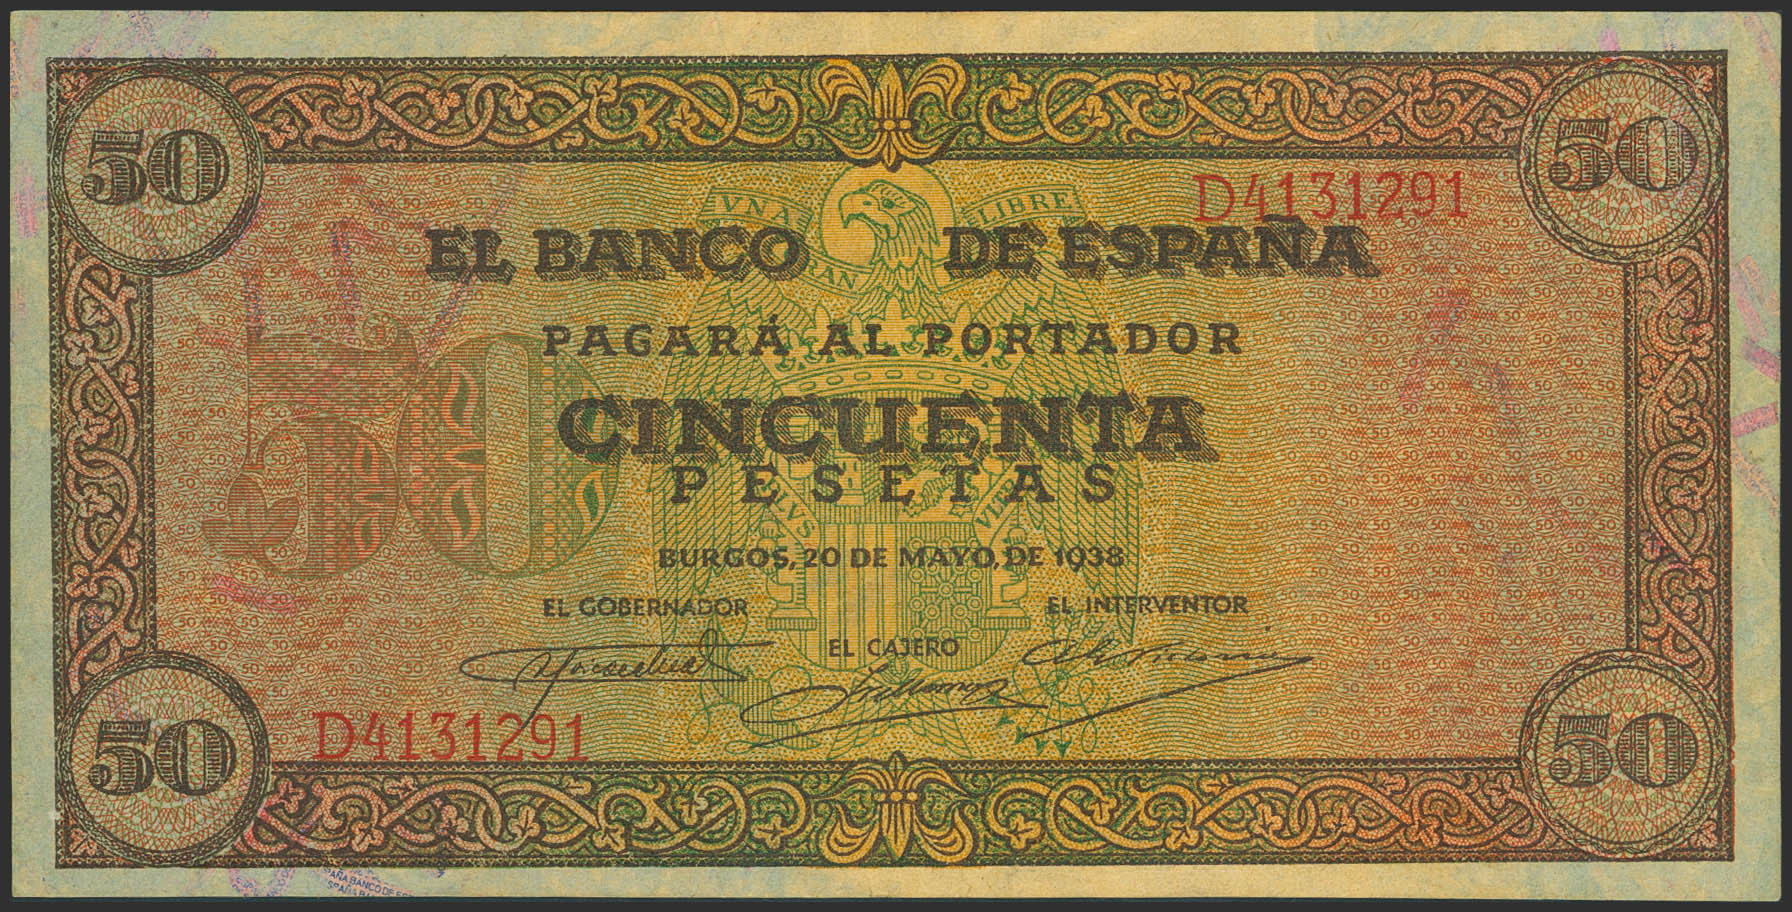 50
50
D4131291
VNA
LIBRE
EL BANCO DE ESPAÑA
PAGARÁ AL PORTADOR
CINCUENTA
PESETAS
50
BURGOS, 20 DE MAYO, DE 1938
EL GOBERNADOR
EL INTERVENTOR
EL CAJERO
D4131291
50
50